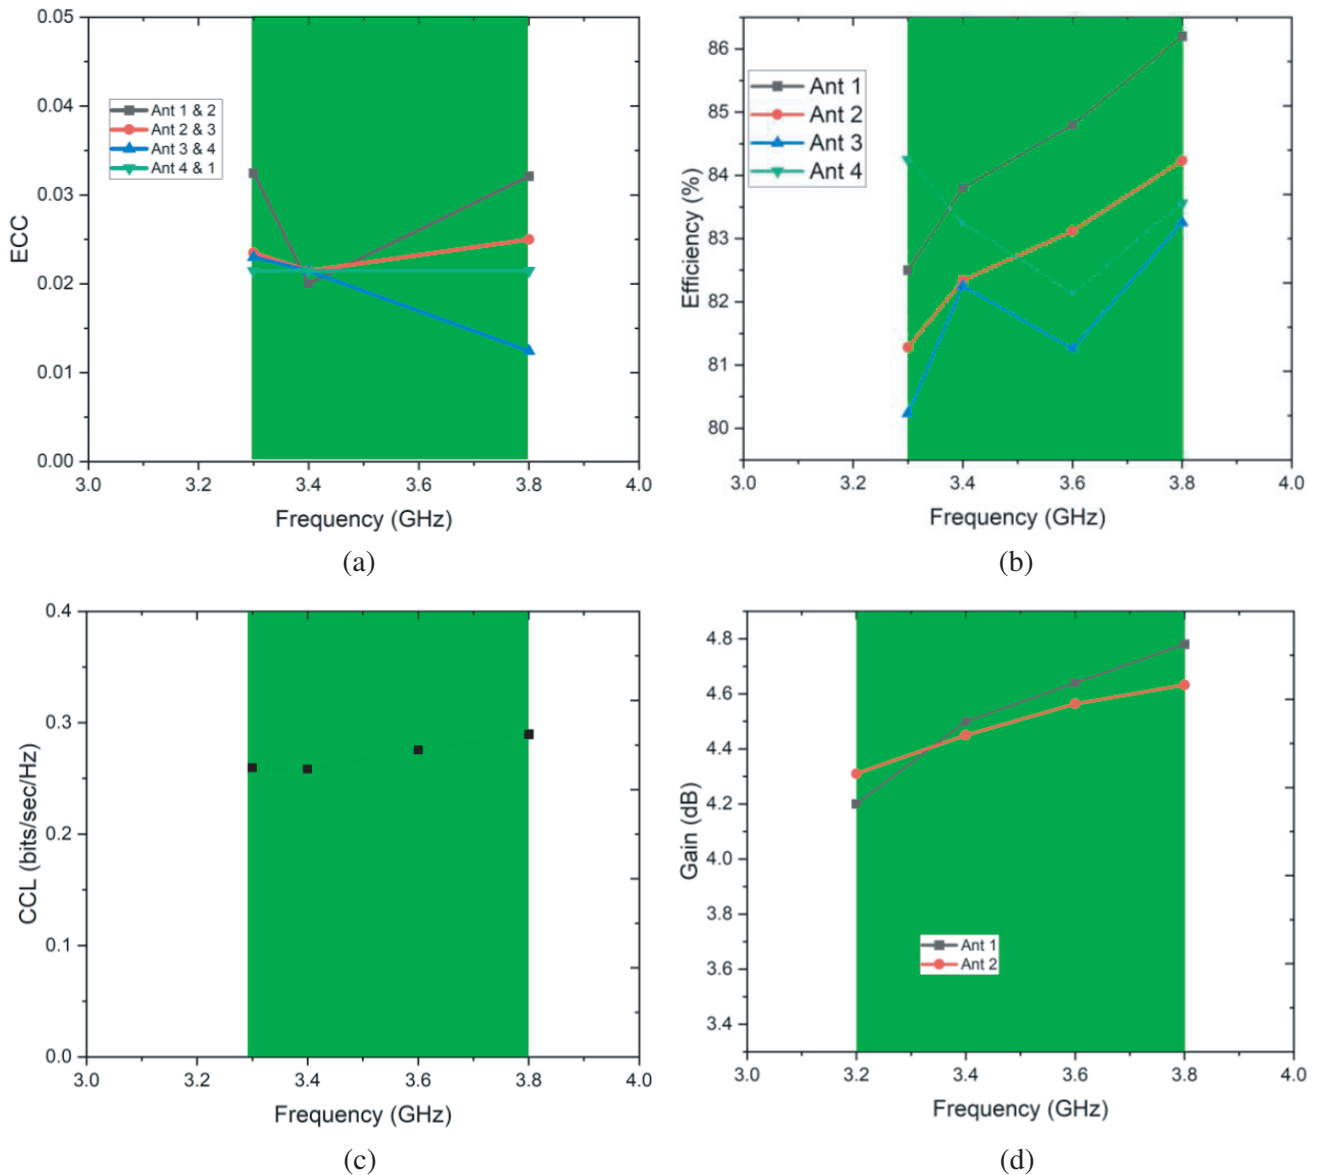 0.05
0.04
0.03
0.02
0.01
0.00
ECC
Ant 1 & 2
Ant 2 & 3
Ant 3 & 4
Ant 4 & 1
3.0 3.2 3.4 3.6 3.8 4.0
Frequency (GHz)
(a)
86
85
84
83
82
81
80
Efficiency (%)
Ant 1
Ant 2
Ant 3
Ant 4
3.0 3.2 3.4 3.6 3.8 4.0
Frequency (GHz)
(b)
0.4
0.3
0.2
0.1
0.0
CCL (bits/sec/Hz)
3.0 3.2 3.4 3.6 3.8 4.0
Frequency (GHz)
(c)
4.8
4.6
4.4
4.2
4.0
3.8
3.6
3.4
Gain (dB)
Ant 1
Ant 2
3.0 3.2 3.4 3.6 3.8 4.0
Frequency (GHz)
(d)